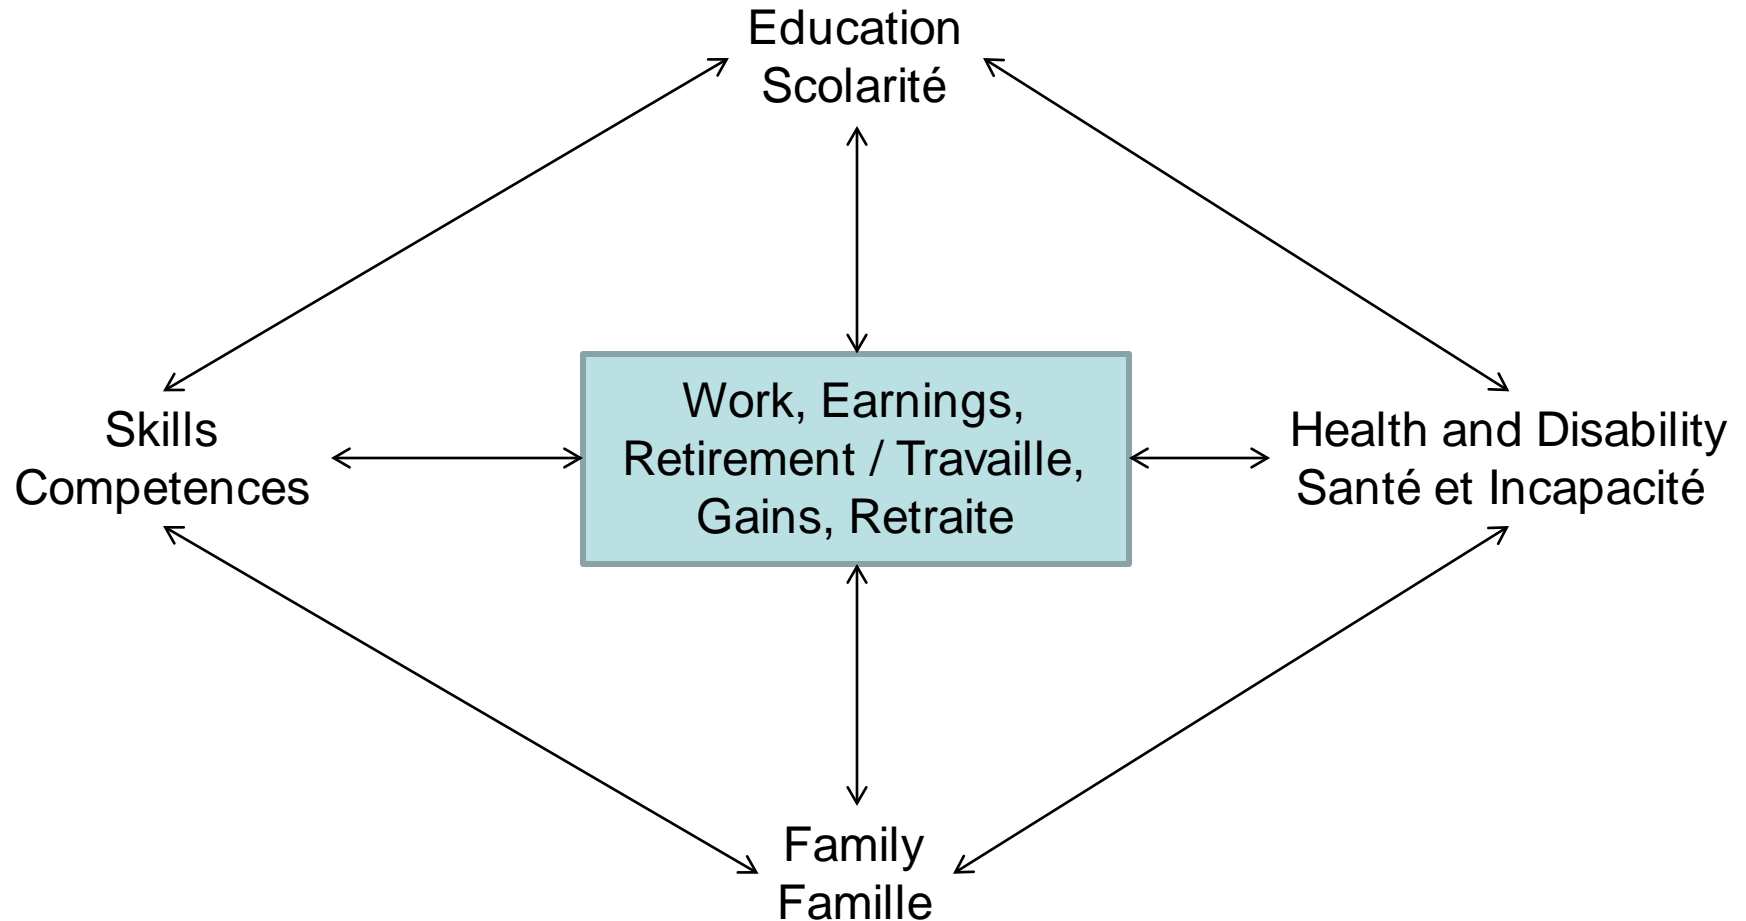 Education
Scolarité
Work, Earnings,
Retirement / Travaille,
Gains, Retraite
Skills
Competences
Health and Disability
Santé et Incapacité
Family
Famille